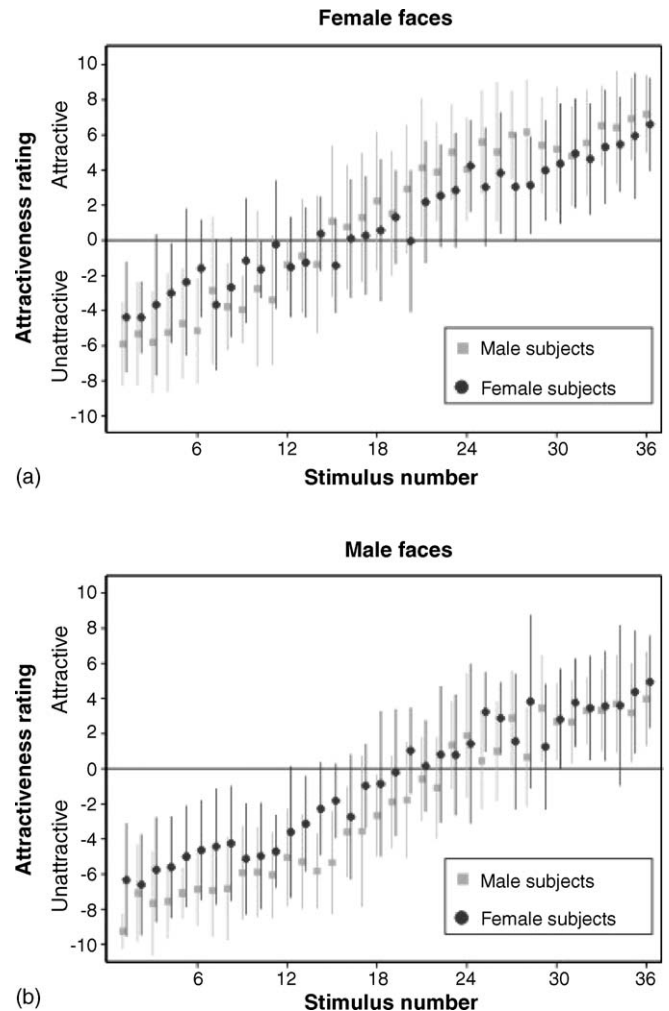 Female faces
10
8
6
4
2
0
-2
-4
-6
-8
-10
Attractive
Unattractive
Attractiveness rating
Male subjects
Female subjects
6 12 18 24 30 36
Stimulus number
(a)
Male faces
10
8
6
4
2
0
-2
-4
-6
-8
-10
Attractive
Unattractive
Attractiveness rating
Male subjects
Female subjects
6 12 18 24 30 36
Stimulus number
(b)